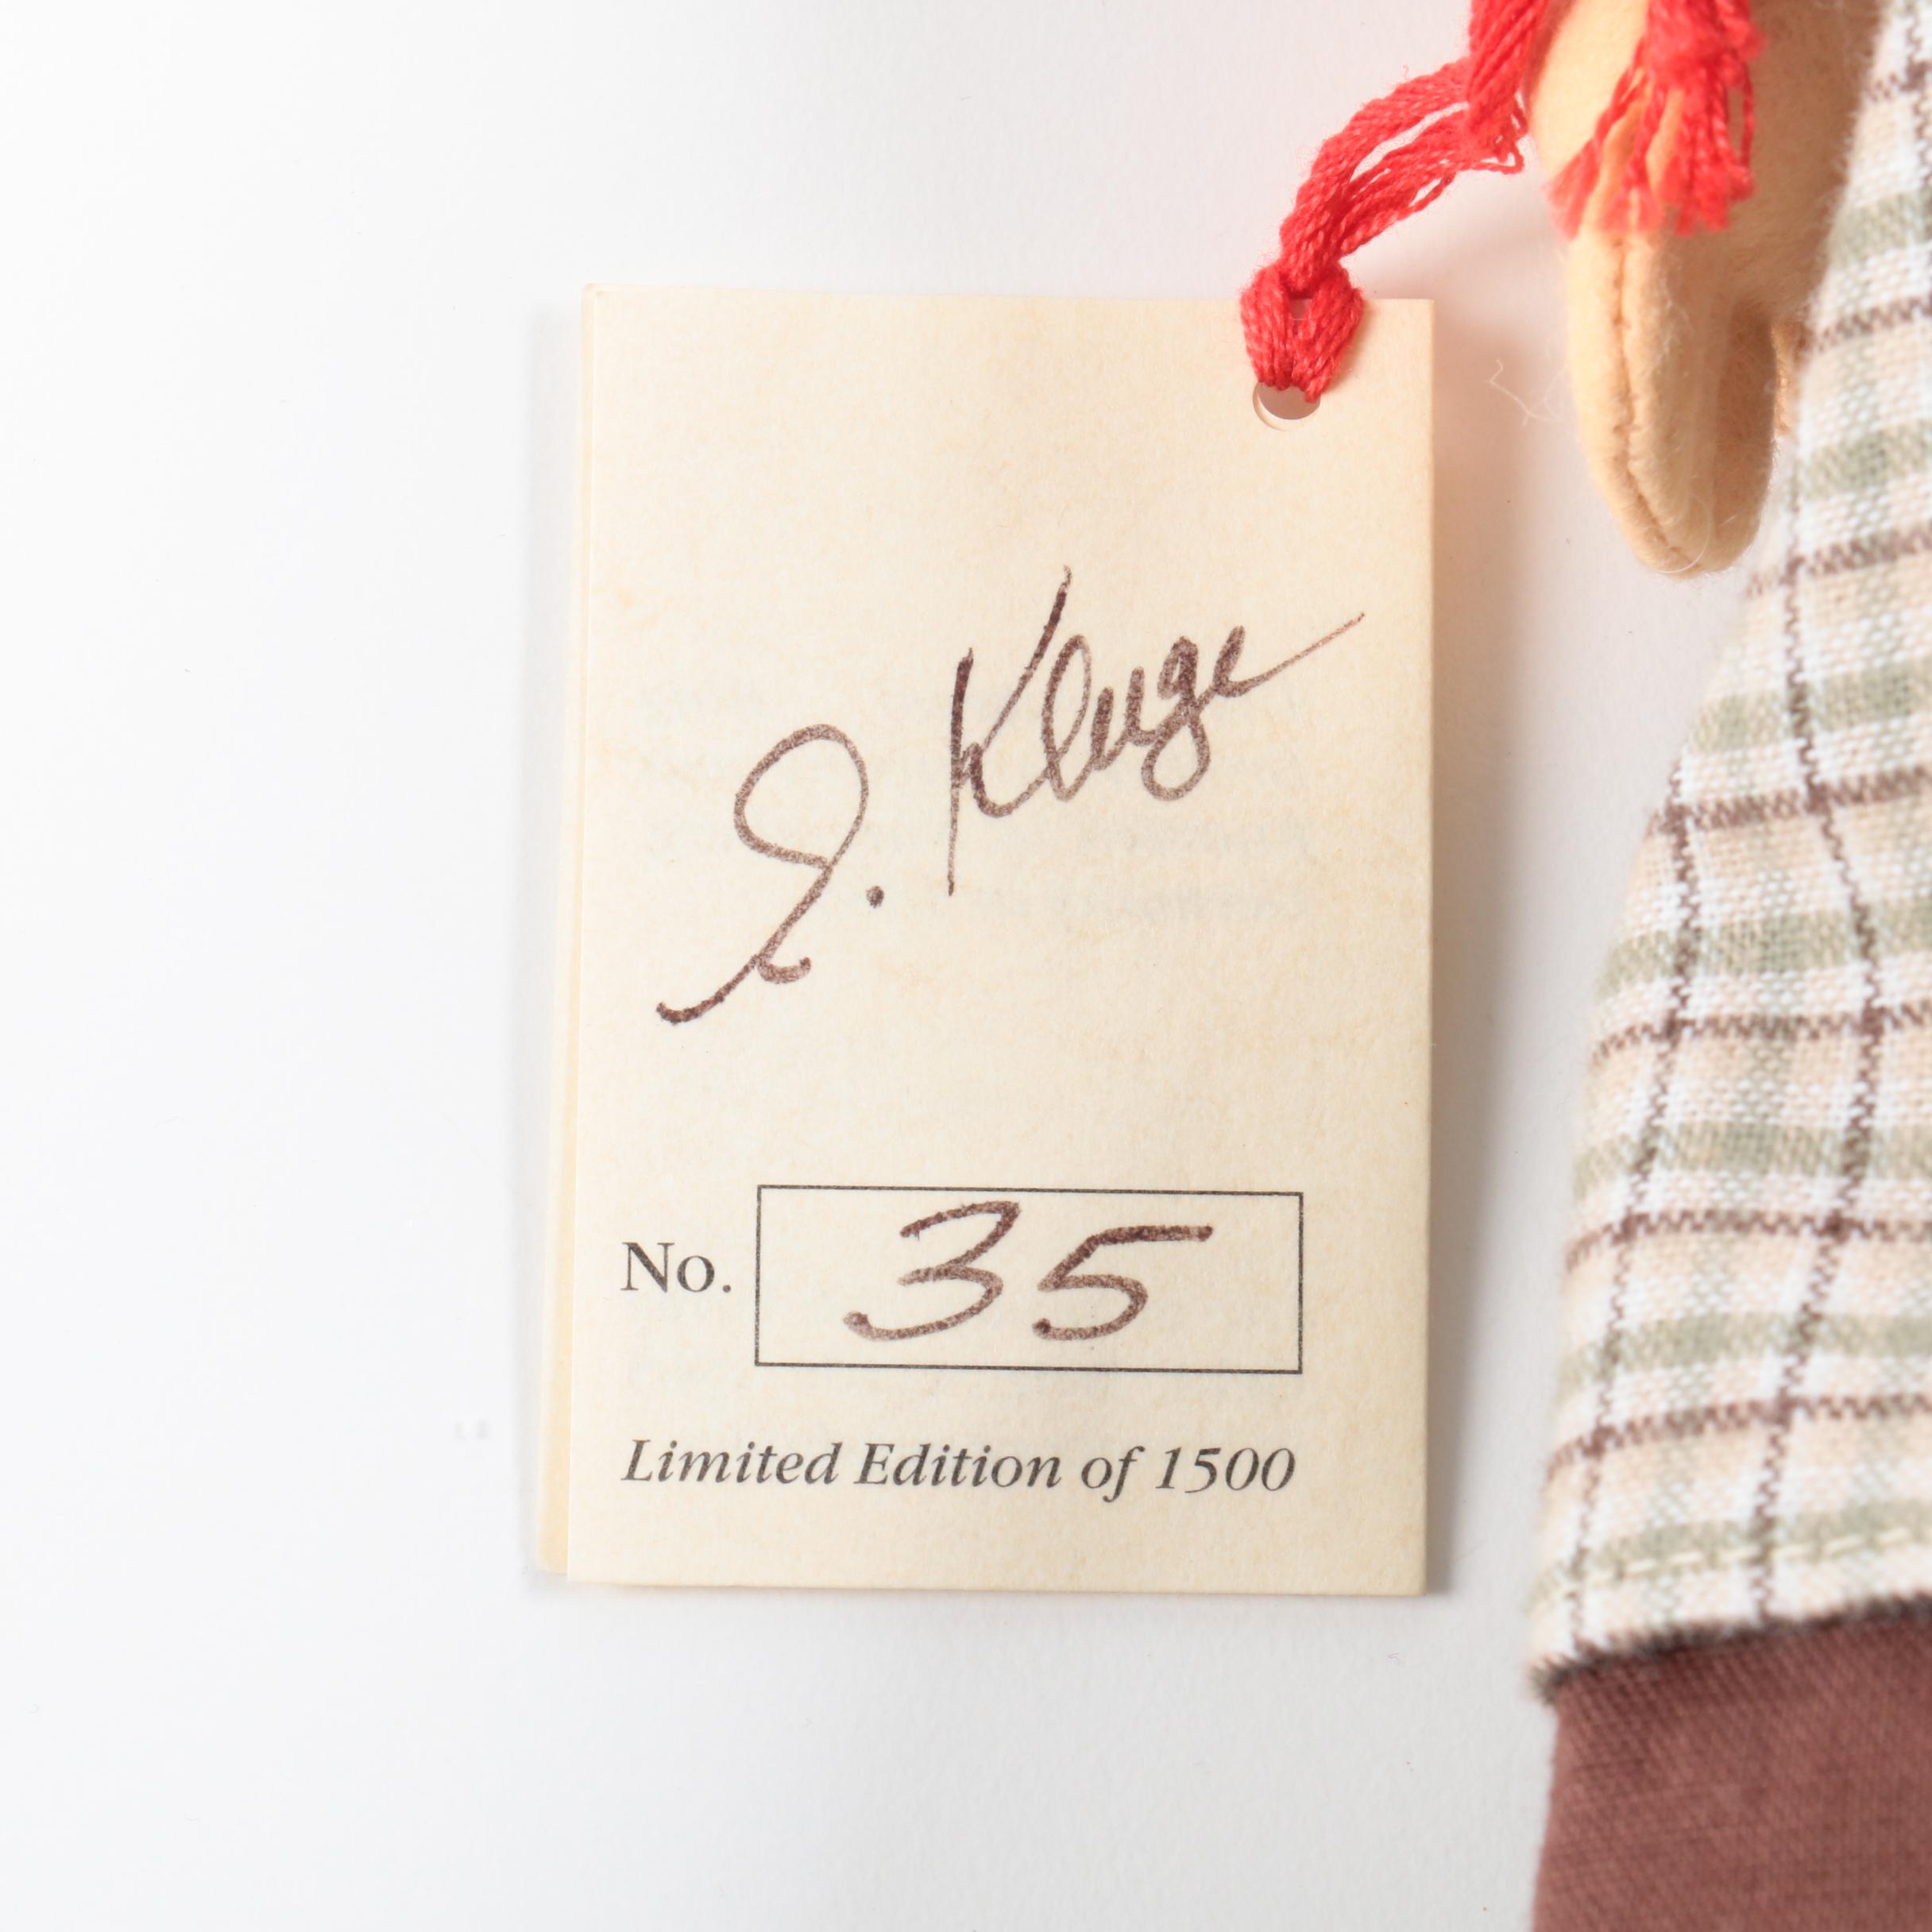 S. Kluge
No. 35
Limited Edition of 1500